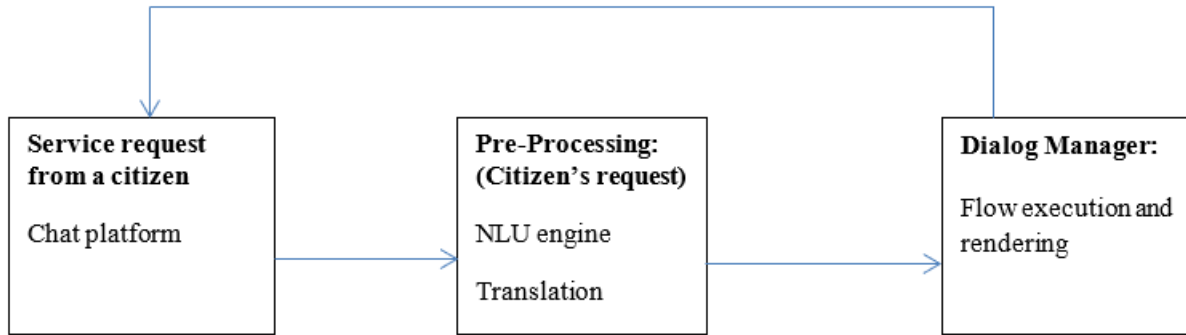 Service request
from a citizen
Chat platform
Pre-Processing:
(Citizen's request)
NLU engine
Translation
Dialog Manager:
Flow execution and
rendering